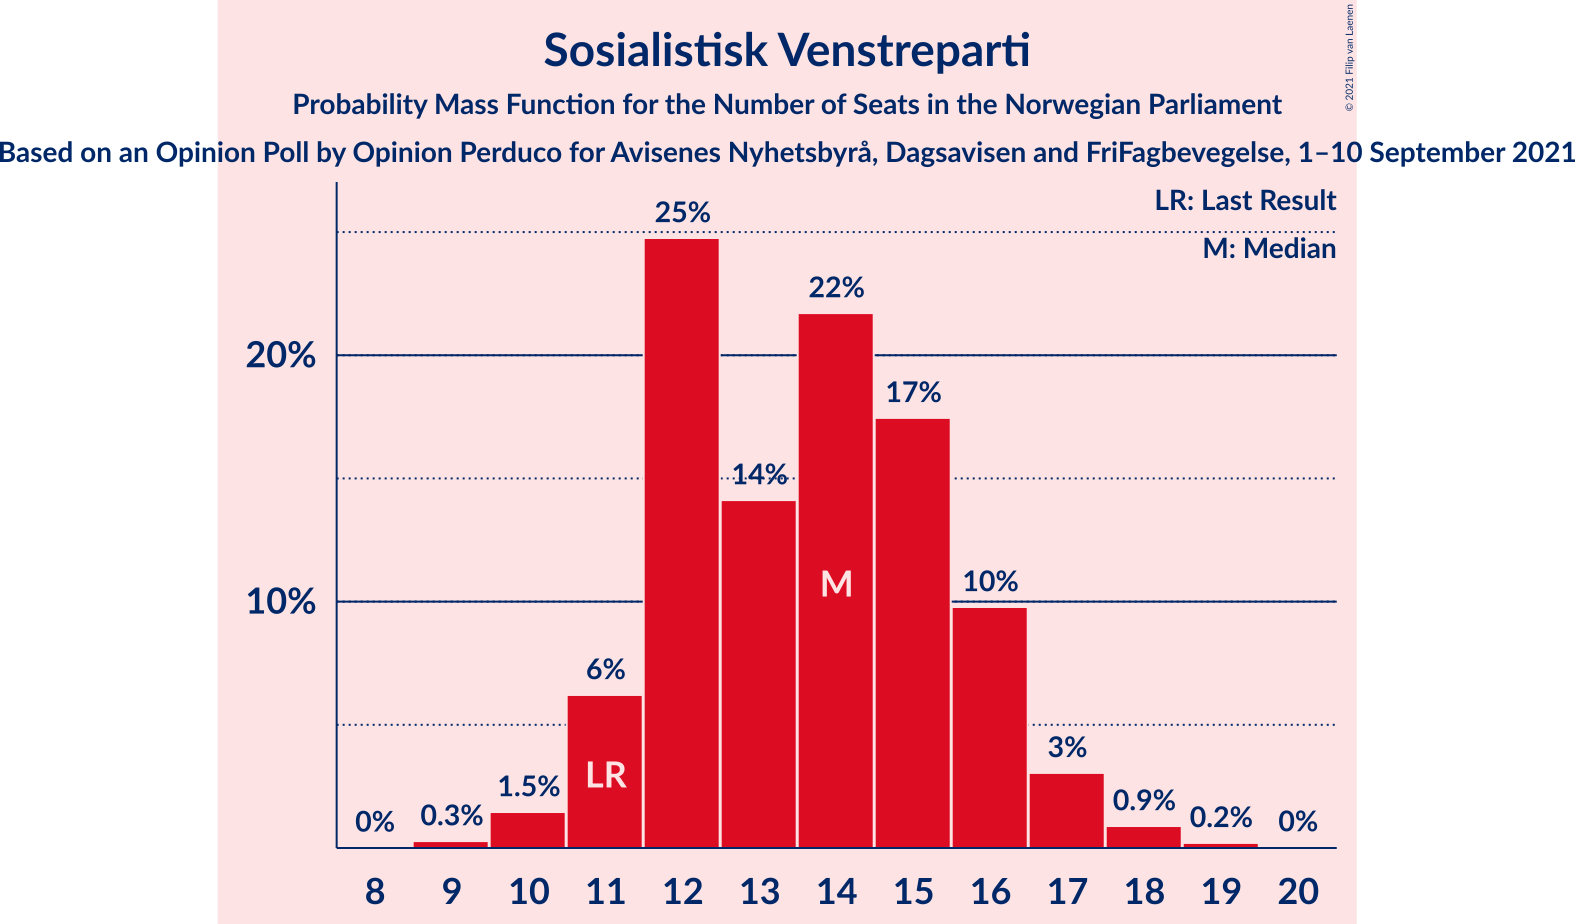 Sosialistisk Venstreparti
Probability Mass Function for the Number of Seats in the Norwegian Parliament
Based on an Opinion Poll by Opinion Perduco for Avisenes Nyhetsbyrå, Dagsavisen and FriFagbevegelse, 1–10 September 2021
© 2021 Filip van Laenen
LR: Last Result
M: Median
25%
22%
20%
17%
14%
10%
10%
M
6%
LR
3%
1.5%
0.9%
0.3%
0.2%
0%
0%
8 9 10 11 12 13 14 15 16 17 18 19 20